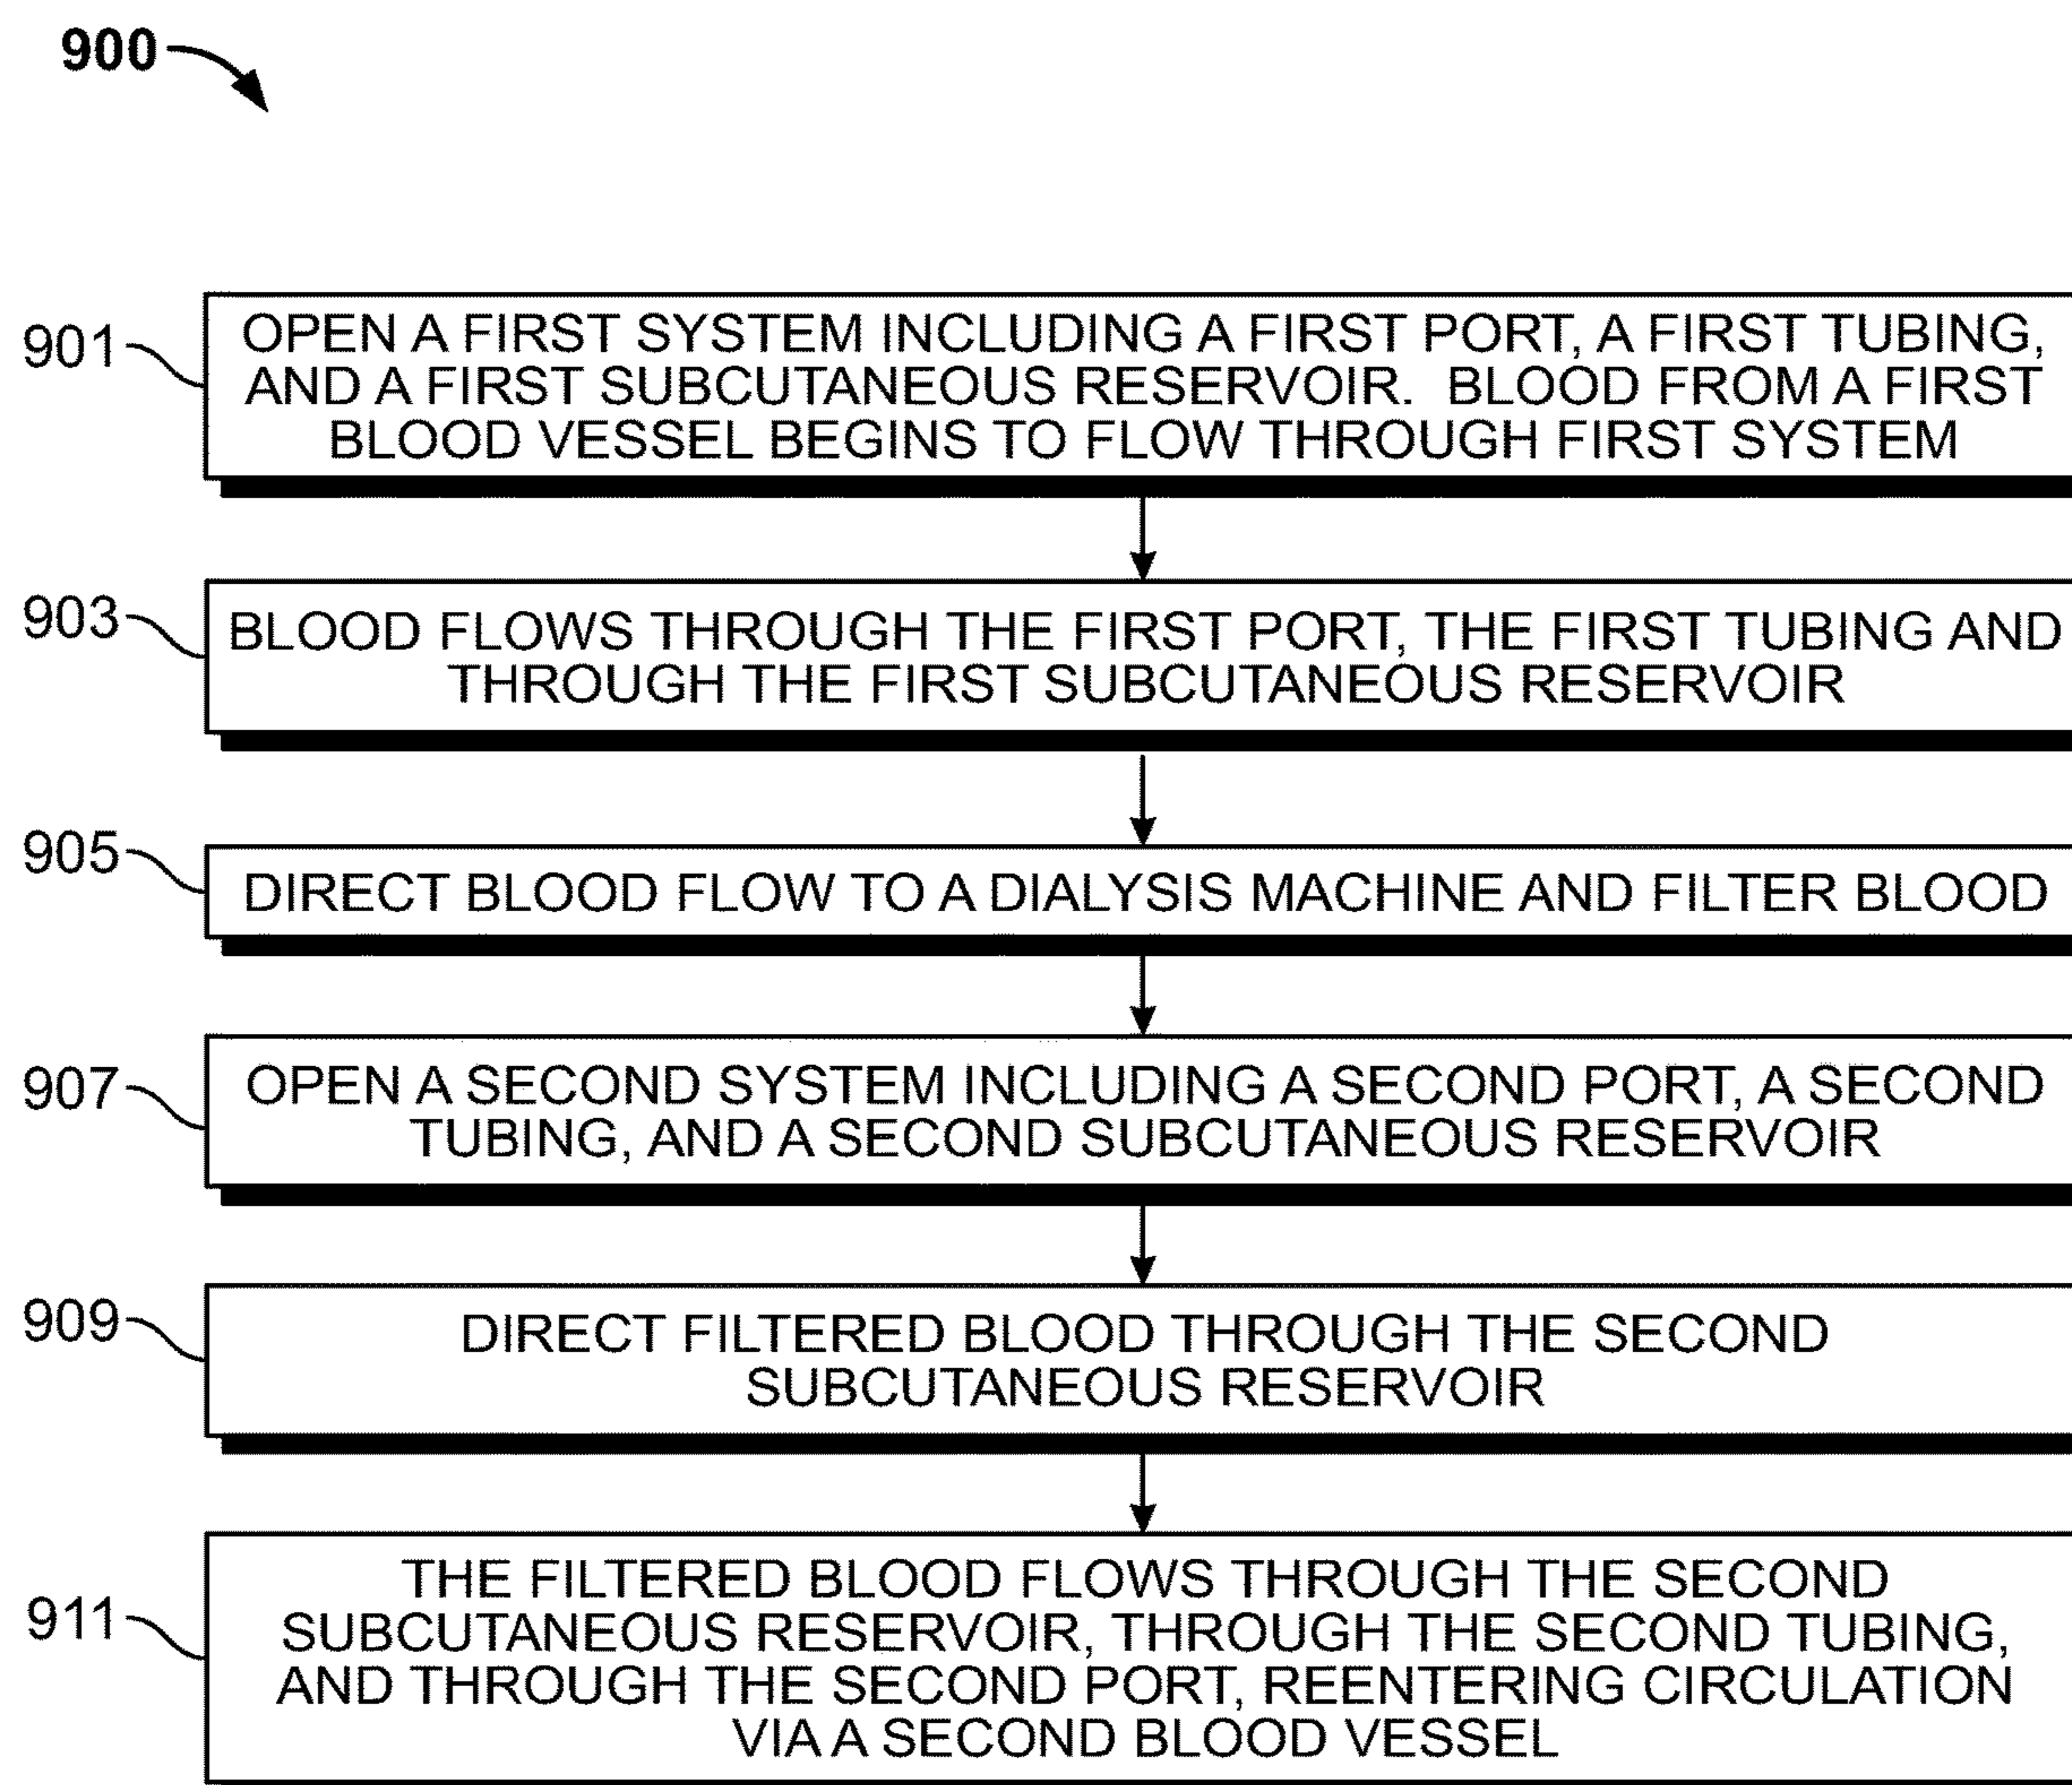 900
901
OPEN A FIRST SYSTEM INCLUDING A FIRST PORT, A FIRST TUBING,
AND A FIRST SUBCUTANEOUS RESERVOIR. BLOOD FROM A FIRST
BLOOD VESSEL BEGINS TO FLOW THROUGH FIRST SYSTEM
903
BLOOD FLOWS THROUGH THE FIRST PORT, THE FIRST TUBING AND
THROUGH THE FIRST SUBCUTANEOUS RESERVOIR
905
DIRECT BLOOD FLOW TO A DIALYSIS MACHINE AND FILTER BLOOD
907
OPEN A SECOND SYSTEM INCLUDING A SECOND PORT, A SECOND
TUBING, AND A SECOND SUBCUTANEOUS RESERVOIR
909
DIRECT FILTERED BLOOD THROUGH THE SECOND
SUBCUTANEOUS RESERVOIR
911
THE FILTERED BLOOD FLOWS THROUGH THE SECOND
SUBCUTANEOUS RESERVOIR, THROUGH THE SECOND TUBING,
AND THROUGH THE SECOND PORT, REENTERING CIRCULATION
VIA A SECOND BLOOD VESSEL